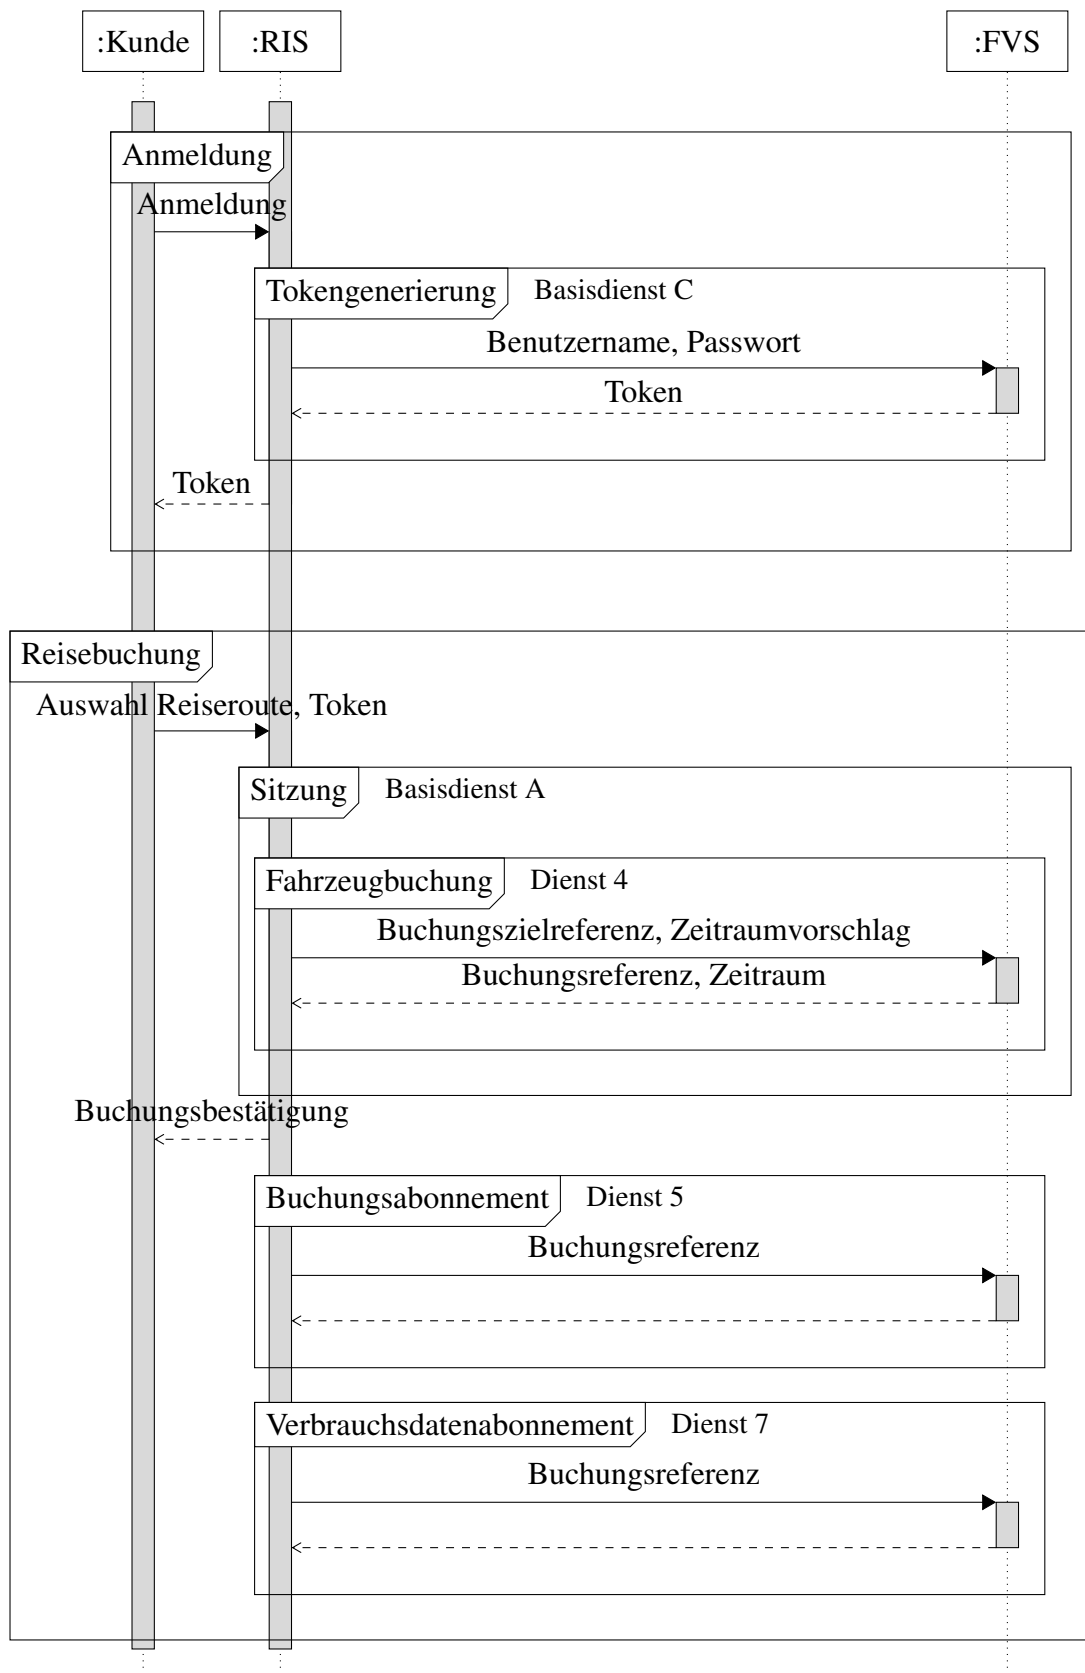 :Kunde
:RIS
:FVS
Anmeldung
Anmeldung
Tokengenerierung
Basisdienst C
Benutzername, Passwort
Token
Token
Reisebuchung
Auswahl Reiseroute, Token
Sitzung
Basisdienst A
Fahrzeugbuchung
Dienst 4
Buchungszielreferenz, Zeitraumvorschlag
Buchungsreferenz, Zeitraum
Buchungsbestätigung
Buchungsabonnement
Dienst 5
Buchungsreferenz
Verbrauchsdatenabonnement
Dienst 7
Buchungsreferenz